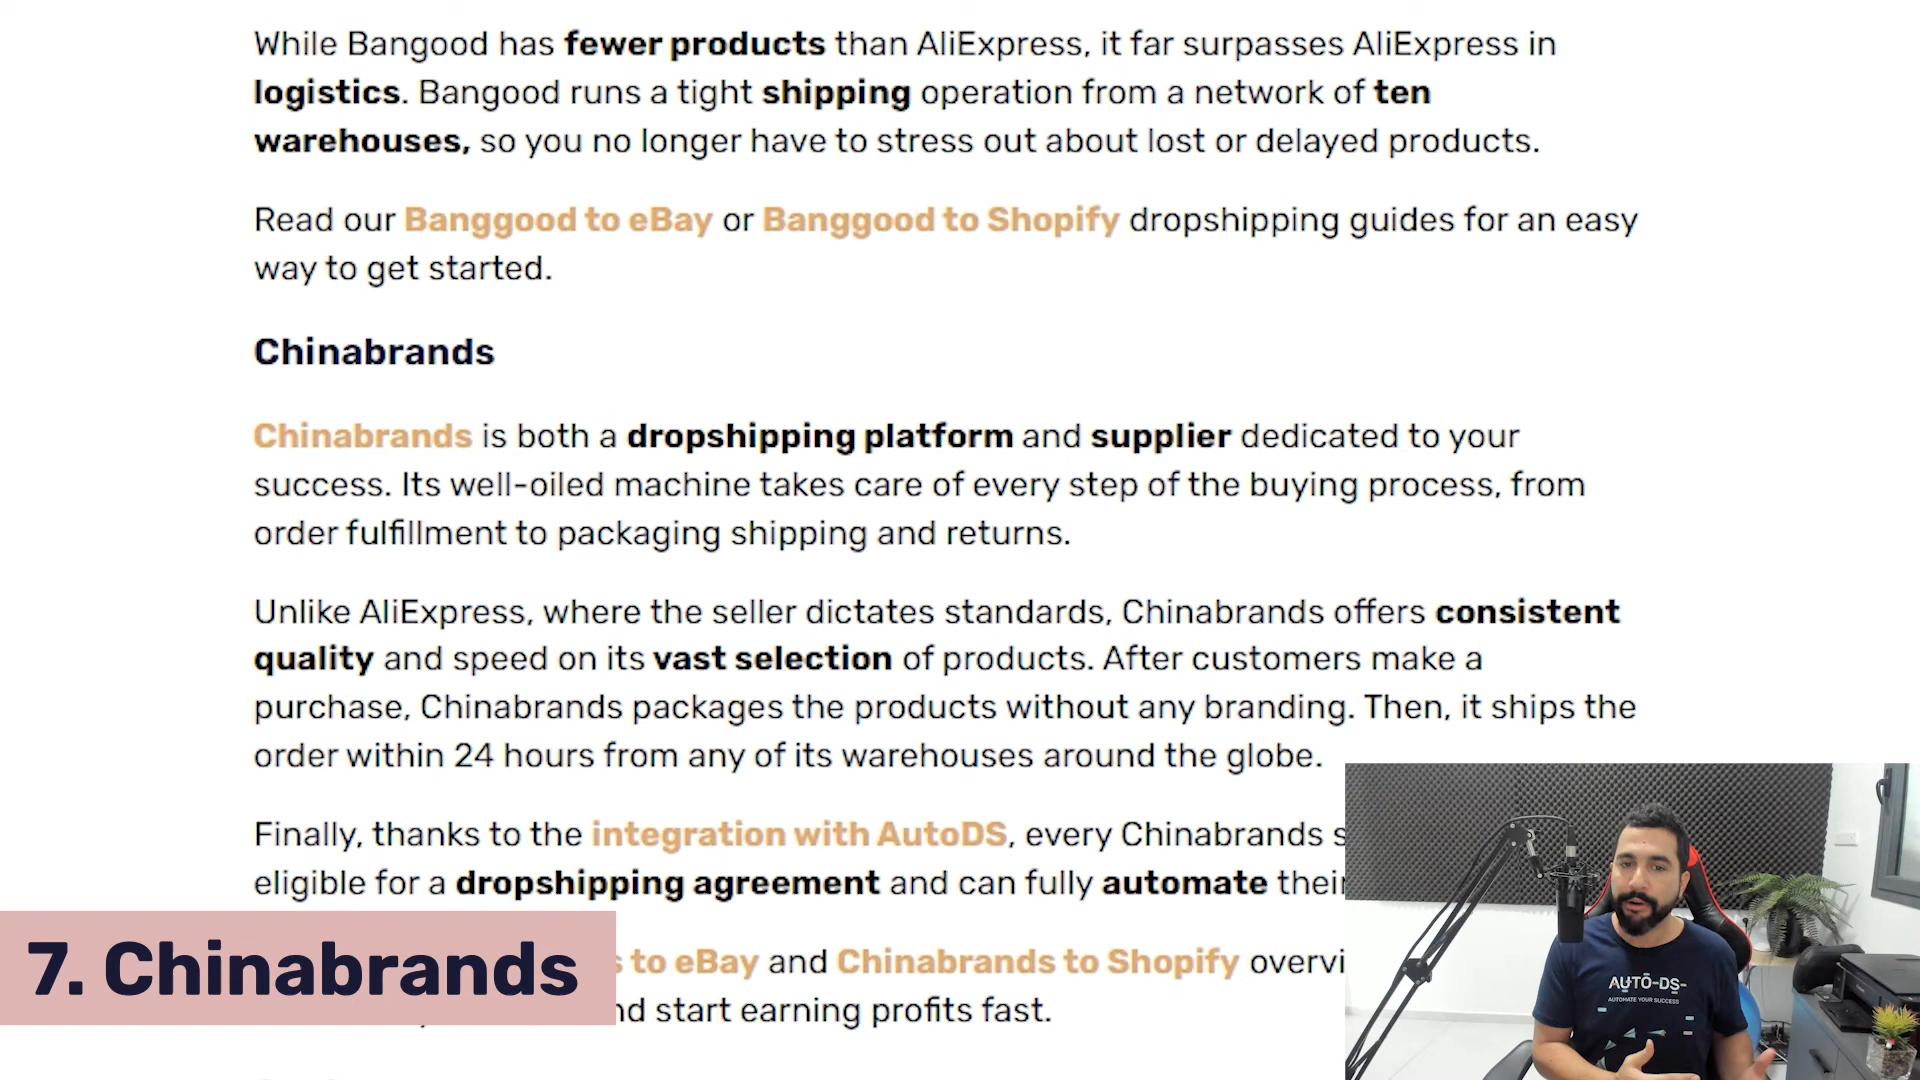 While Bangood has fewer products than AliExpress, it far surpasses AliExpress in
logistics. Bangood runs a tight shipping operation from a network of ten
warehouses, so you no longer have to stress out about lost or delayed products.
Read our Banggood to eBay or Banggood to Shopify dropshipping guides for an easy
way to get started.
Chinabrands
Chinabrands is both a dropshipping platform and supplier dedicated to your
success. Its well-oiled machine takes care of every step of the buying process, from
order fulfillment to packaging shipping and returns.
Unlike AliExpress, where the seller dictates standards, Chinabrands offers consistent
quality and speed on its vast selection of products. After customers make a
purchase, Chinabrands packages the products without any branding. Then, it ships the
order within 24 hours from any of its warehouses around the globe.
Finally, thanks to the integration with AutoDS, every Chinabrands s
eligible for a dropshipping agreement and can fully automate their
s to eBay and Chinabrands to Shopify overvi
nd start earning profits fast.
7. Chinabrands
AUTO-DS-
AUTOMATE YOUR SUCCESS